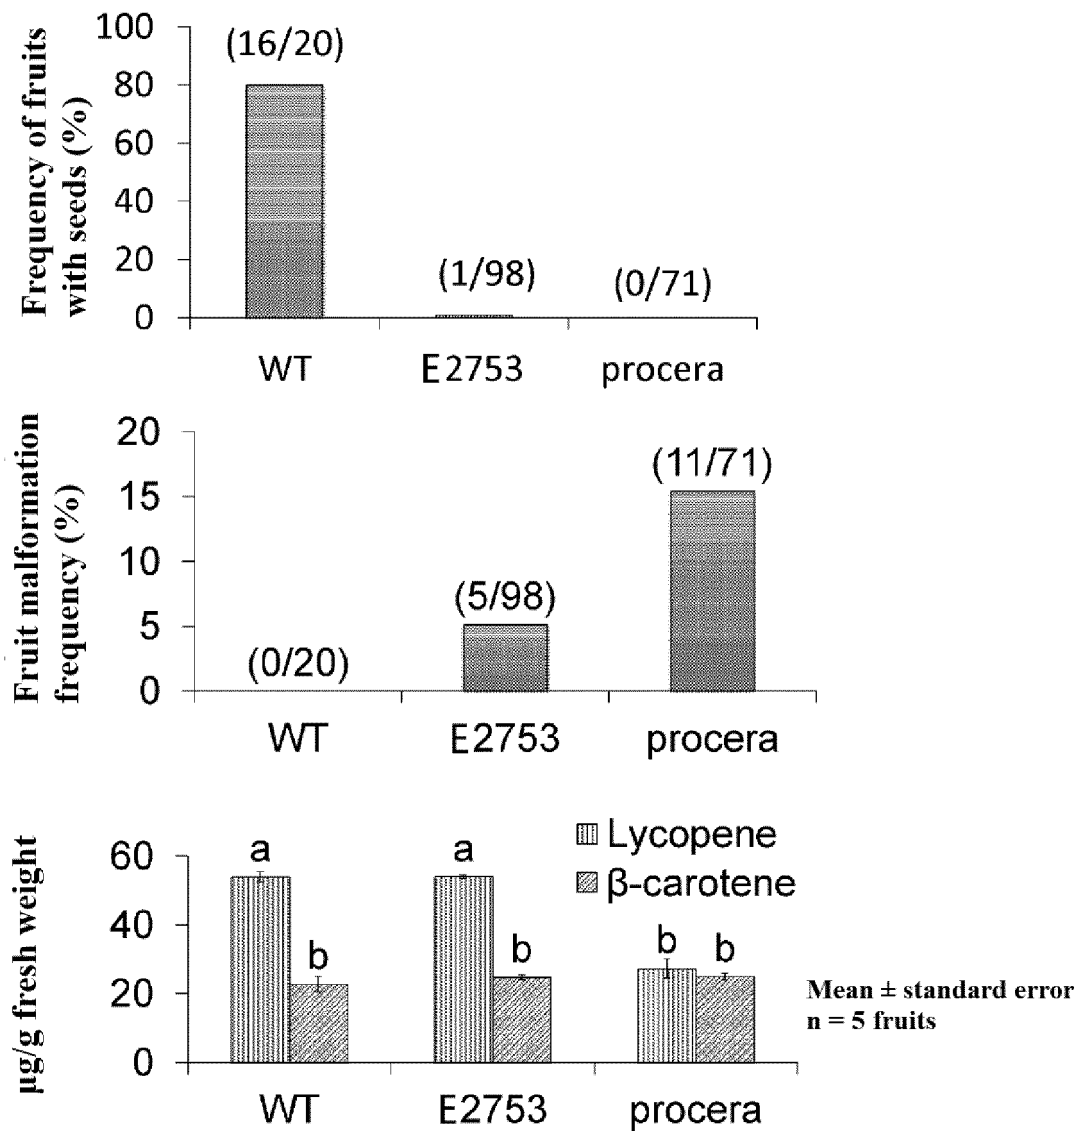 Frequency of fruits
with seeds (%)
100
80
60
40
20
0
(16/20)
(1/98)
(0/71)
WT
E2753
procera
Fruit malformation
frequency (%)
20
15
10
5
0
(0/20)
(5/98)
(11/71)
WT
E2753
procera
µg/g fresh weight
60
40
20
0
Lycopene
β-carotene
a
b
a
b
b
b
WT
E2753
procera
Mean ± standard error
n = 5 fruits